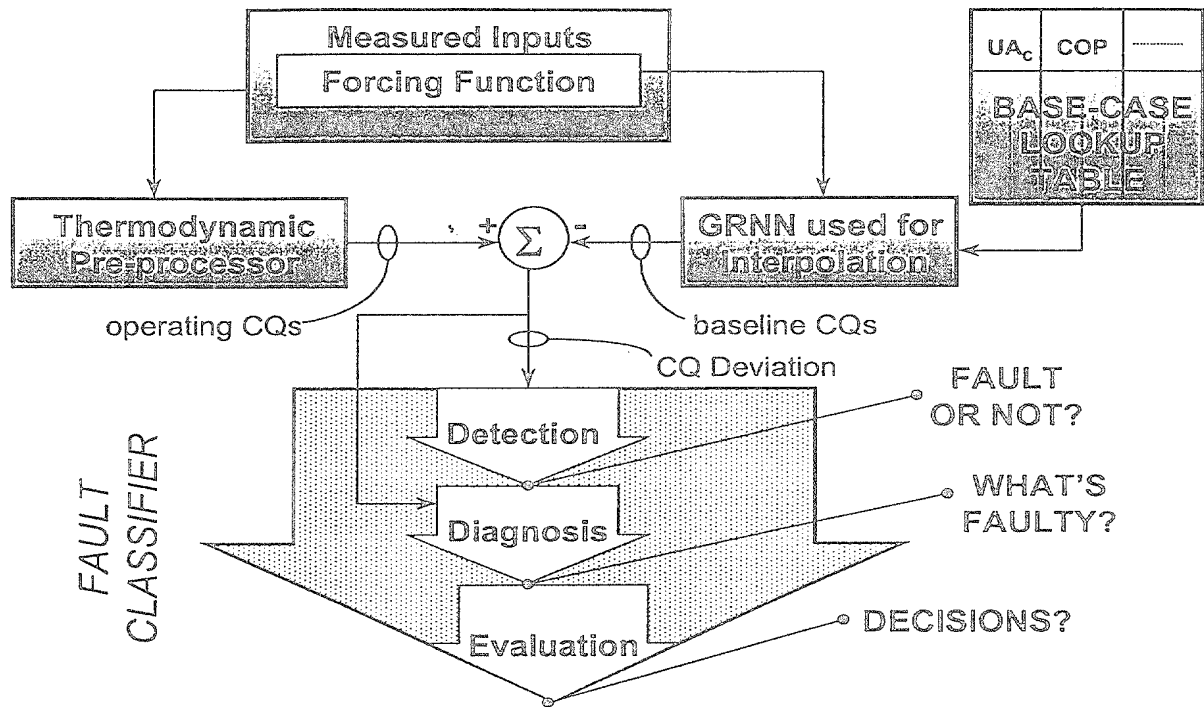 Measured Inputs
Forcing Function
UAC COP --------
BASE-CASE
LOOKUP
TABLE
Thermodynamic
Pre-processor
+
Σ
-
GRNN used for
Interpolation
operating CQs
baseline CQs
CQ Deviation
FAULT
OR NOT?
Detection
WHAT'S
FAULTY?
Diagnosis
DECISIONS?
Evaluation
FAULT
CLASSIFIER